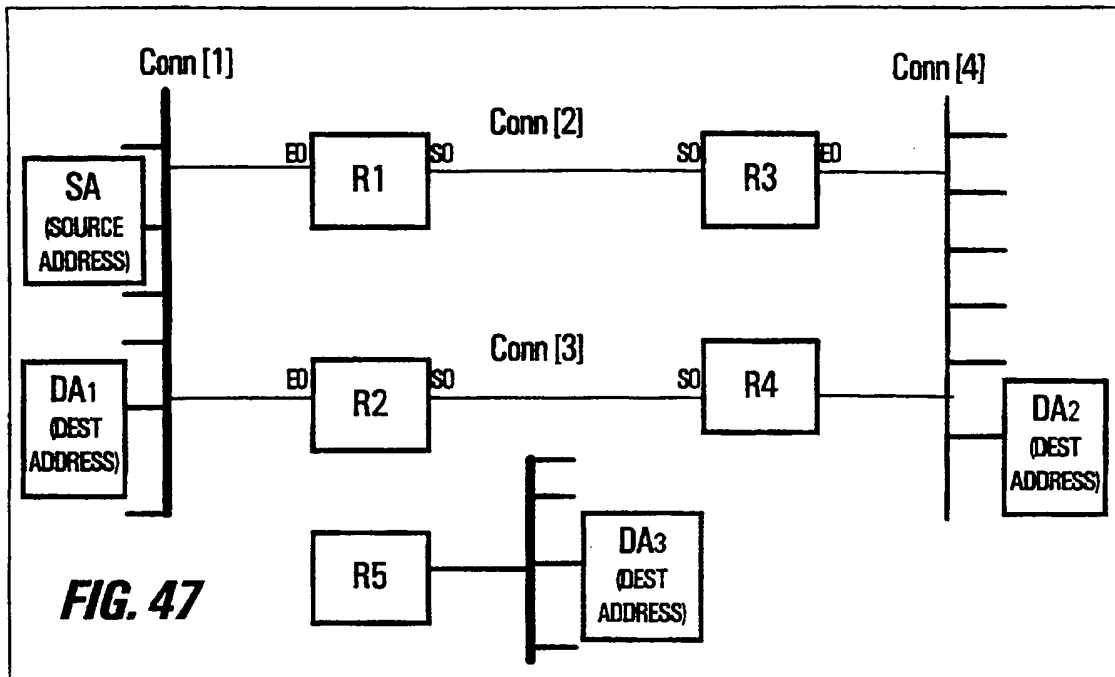 Conn [1]
Conn [4]
Conn [2]
E0
R1
S0
S0
R3
E0
SA
(SOURCE
ADDRESS)
Conn [3]
E0
R2
S0
S0
R4
DA1
(DEST
ADDRESS)
DA2
(DEST
ADDRESS)
R5
DA3
(DEST
ADDRESS)
FIG. 47